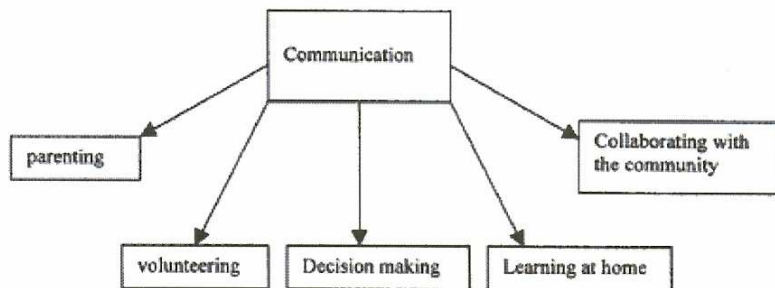 Communication
parenting
Collaborating with
the community
volunteering
Decision making
Learning at home